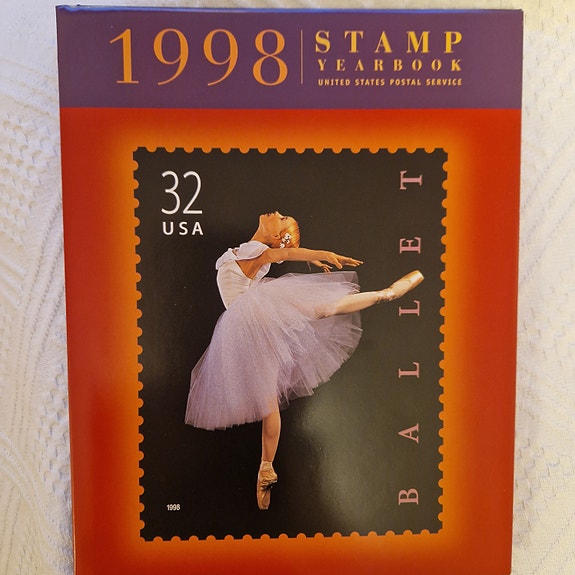 1998
STAMP
YEARBOOK
UNITED STATES POSTAL SERVICE
32
USA
BALLET
1998